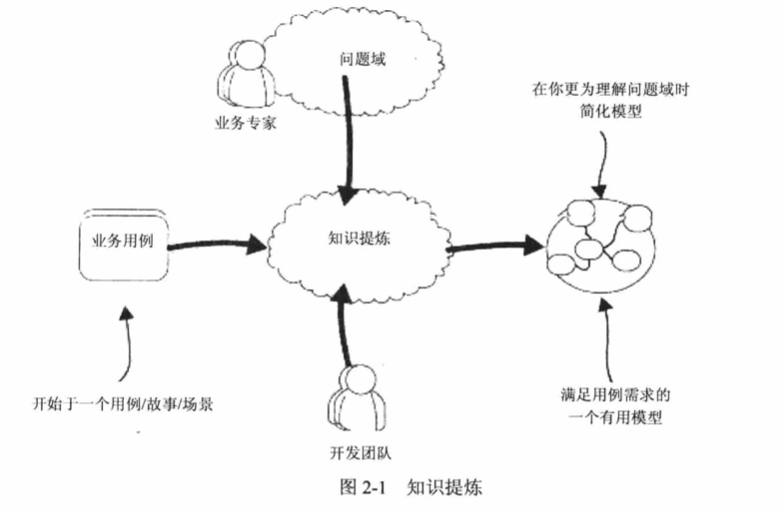 问题域
业务专家
在你更为理解问题域时
简化模型
业务用例
知识提炼
开始于一个用例/故事/场景
满足用例需求的
一个有用模型
开发团队
图 2-1 知识提炼